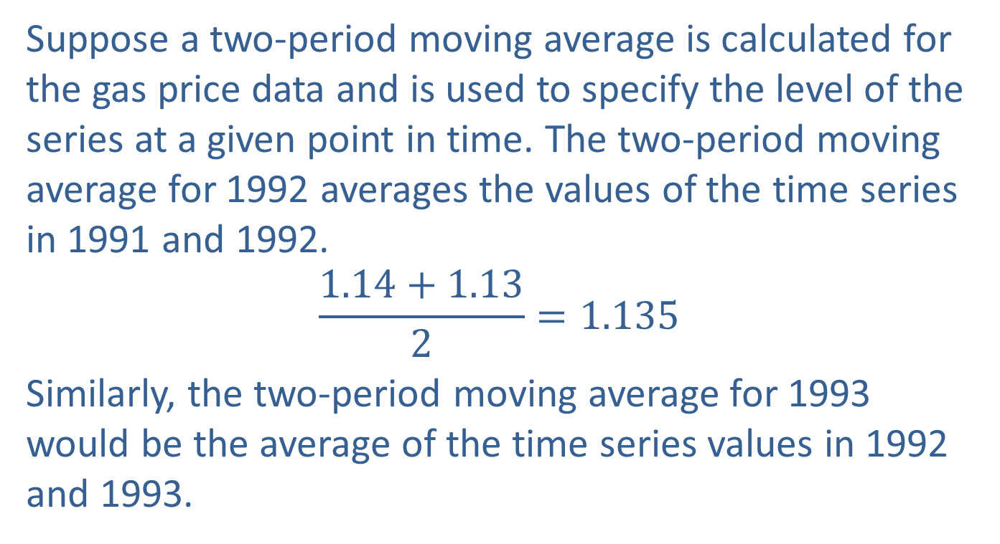 Suppose a two-period moving average is calculated for
the gas price data and is used to specify the level of the
series at a given point in time. The two-period moving
average for 1992 averages the values of the time series
in 1991 and 1992.
1.14 + 1.13
= 1.135
2
Similarly, the two-period moving average for 1993
would be the average of the time series values in 1992
and 1993.